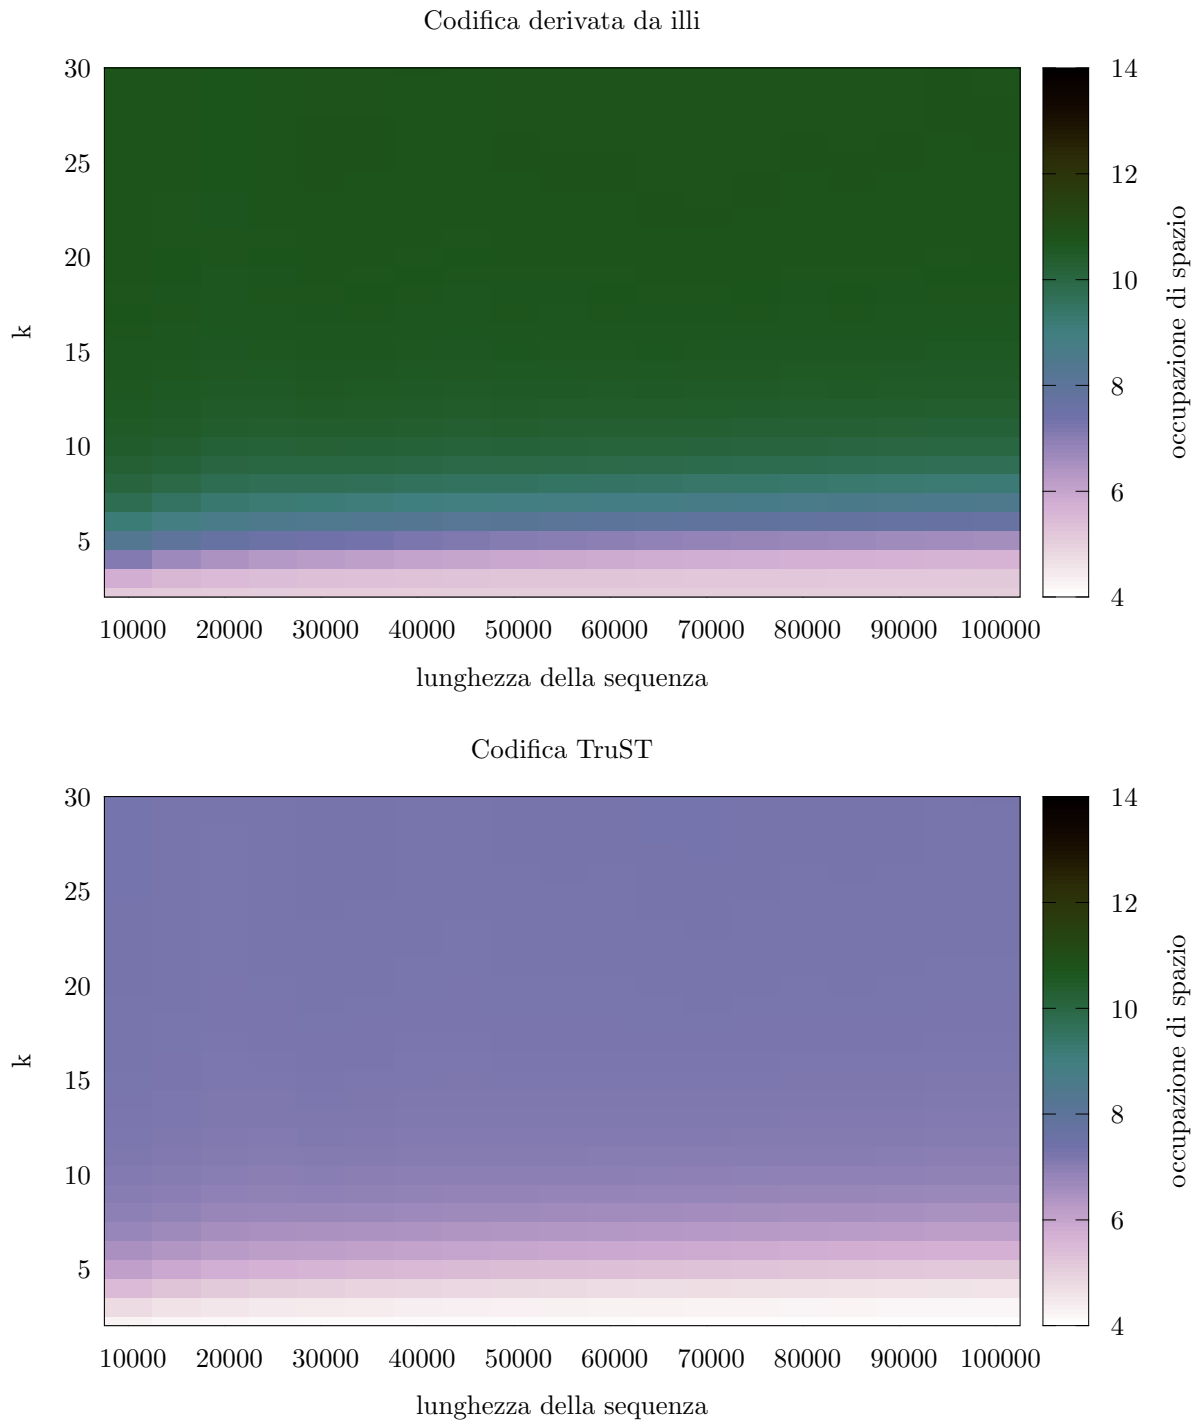 Codifica derivata da illi
30
25
20
15
10
5
k
10000 20000 30000 40000 50000 60000 70000 80000 90000 100000
lunghezza della sequenza
14
12
10
8
6
4
occupazione di spazio
Codifica TruST
30
25
20
15
10
5
k
10000 20000 30000 40000 50000 60000 70000 80000 90000 100000
lunghezza della sequenza
14
12
10
8
6
4
occupazione di spazio